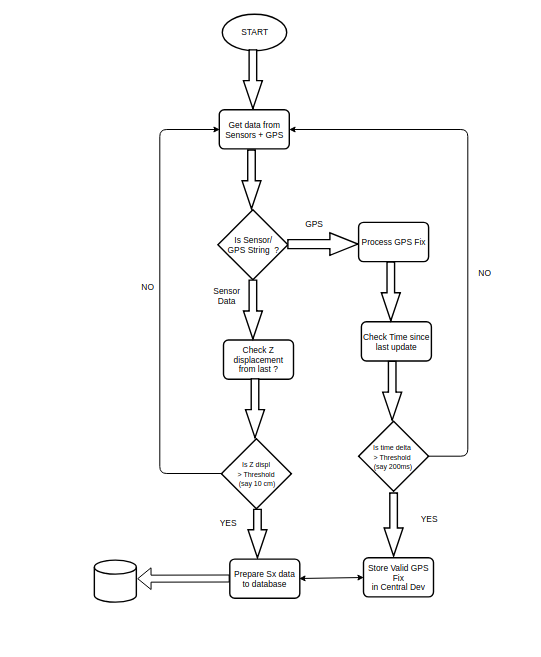 START
Get data from
Sensors + GPS
GPS
Is Sensor/
GPS String ?
Process GPS Fix
NO
NO
Sensor
Data
Check Time since
last update
Check Z
displacement
from last ?
Is time delta
> Threshold
(say 200ms)
Is Z displ
> Threshold
(say 10 cm)
YES
YES
Prepare Sx data
to database
Store Valid GPS
Fix
in Central Dev